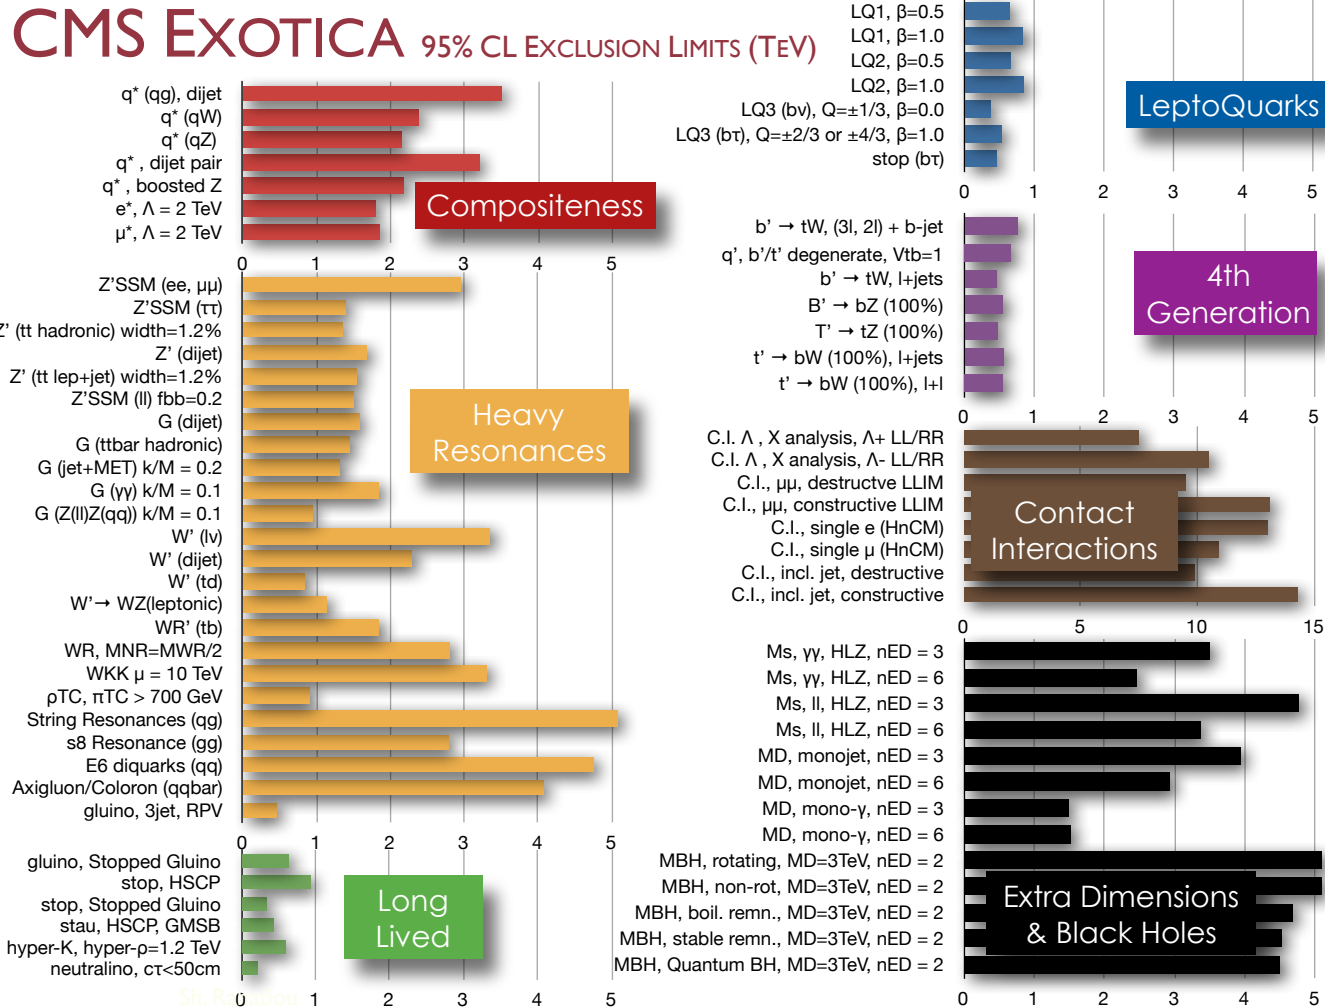 CMS EXOTICA 95% CL EXCLUSION LIMITS (TEV)
q* (qg), dijet
q* (qW)
q* (qZ)
q* , dijet pair
q* , boosted Z
e*, Λ = 2 TeV
μ*, Λ = 2 TeV
Compositeness
0 1 2 3 4 5
Z'SSM (ee, μμ)
Z'SSM (ττ)
Z' (tt hadronic) width=1.2%
Z' (dijet)
Z' (tt lep+jet) width=1.2%
Z'SSM (ll) fbb=0.2
G (dijet)
G (ttbar hadronic)
G (jet+MET) k/M = 0.2
G (γγ) k/M = 0.1
G (Z(ll)Z(qq)) k/M = 0.1
W' (lν)
W' (dijet)
W' (td)
W'→ WZ(leptonic)
WR' (tb)
WR, MNR=MWR/2
WKK μ = 10 TeV
ρTC, πTC > 700 GeV
String Resonances (qg)
s8 Resonance (gg)
E6 diquarks (qq)
Axigluon/Coloron (qqbar)
gluino, 3jet, RPV
Heavy
Resonances
0 1 2 3 4 5
gluino, Stopped Gluino
stop, HSCP
stop, Stopped Gluino
stau, HSCP, GMSB
hyper-K, hyper-ρ=1.2 TeV
neutralino, cτ<50cm
Long
Lived
0 1 2 3 4 5
LQ1, β=0.5
LQ1, β=1.0
LQ2, β=0.5
LQ2, β=1.0
LQ3 (bν), Q=±1/3, β=0.0
LQ3 (bτ), Q=±2/3 or ±4/3, β=1.0
stop (bτ)
LeptoQuarks
0 1 2 3 4 5
b' → tW, (3l, 2l) + b-jet
q', b'/t' degenerate, Vtb=1
b' → tW, l+jets
B' → bZ (100%)
T' → tZ (100%)
t' → bW (100%), l+jets
t' → bW (100%), l+l
4th
Generation
0 1 2 3 4 5
C.I. Λ , X analysis, Λ+ LL/RR
C.I. Λ , X analysis, Λ- LL/RR
C.I., μμ, destructve LLIM
C.I., μμ, constructve LLIM
C.I., single e (HnCM)
C.I., single μ (HnCM)
C.I., incl. jet, destructive
C.I., incl. jet, constructive
Contact
Interactions
0 5 10 15
Ms, γγ, HLZ, nED = 3
Ms, γγ, HLZ, nED = 6
Ms, ll, HLZ, nED = 3
Ms, ll, HLZ, nED = 6
MD, monojet, nED = 3
MD, monojet, nED = 6
MD, mono-γ, nED = 3
MD, mono-γ, nED = 6
MBH, rotating, MD=3TeV, nED = 2
MBH, non-rot, MD=3TeV, nED = 2
MBH, boil. remn., MD=3TeV, nED = 2
MBH, stable remn., MD=3TeV, nED = 2
MBH, Quantum BH, MD=3TeV, nED = 2
Extra Dimensions
& Black Holes
0 1 2 3 4 5